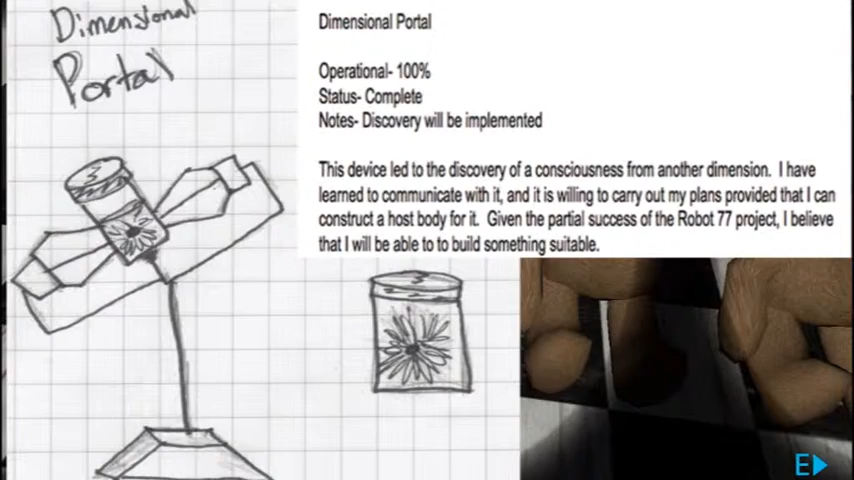 Dimensional
Portal
Dimensional Portal
Operational- 100%
Status- Complete
Notes- Discovery will be implemented
This device led to the discovery of a consciousness from another dimension. I have
learned to communicate with it, and it is willing to carry out my plans provided that I can
construct a host body for it. Given the partial success of the Robot 77 project, I believe
that I will be able to to build something suitable.
E